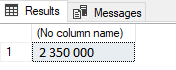 Results Messages
(No column name)
1 2 350 000